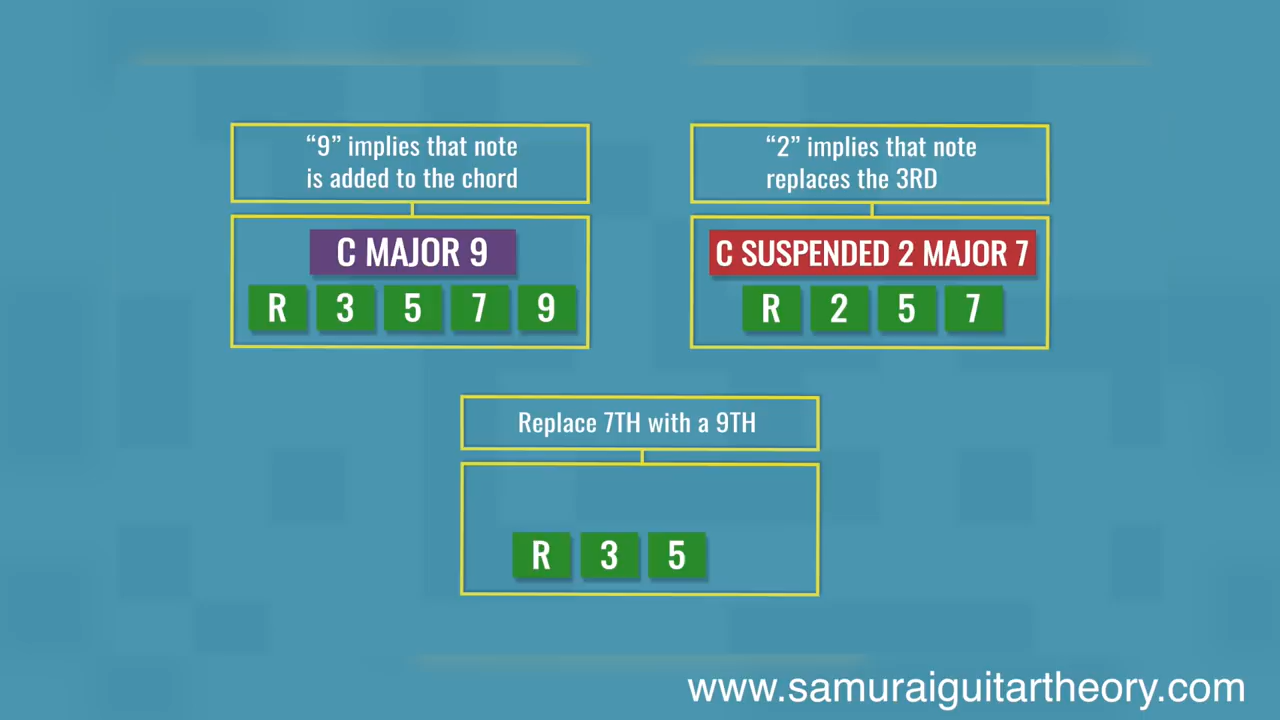 “9” implies that note
is added to the chord
C MAJOR 9
R 3 5 7 9
“2” implies that note
replaces the 3RD
C SUSPENDED 2 MAJOR 7
R 2 5 7
Replace 7TH with a 9TH
R 3 5
www.samuraiguitartheory.com